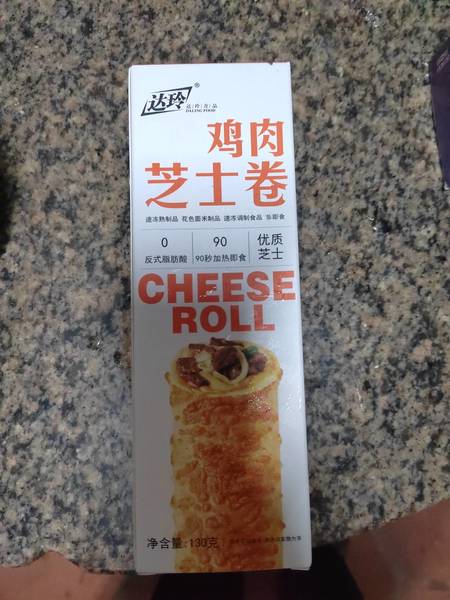 达玲®
达玲食品
DALING FOOD
鸡肉
芝士卷
速冻熟制品 花色面米制品 速冻调制食品 非即食
0 90 优质
反式脂肪酸 90秒加热即食 芝士
CHEESE
ROLL
净含量:130克